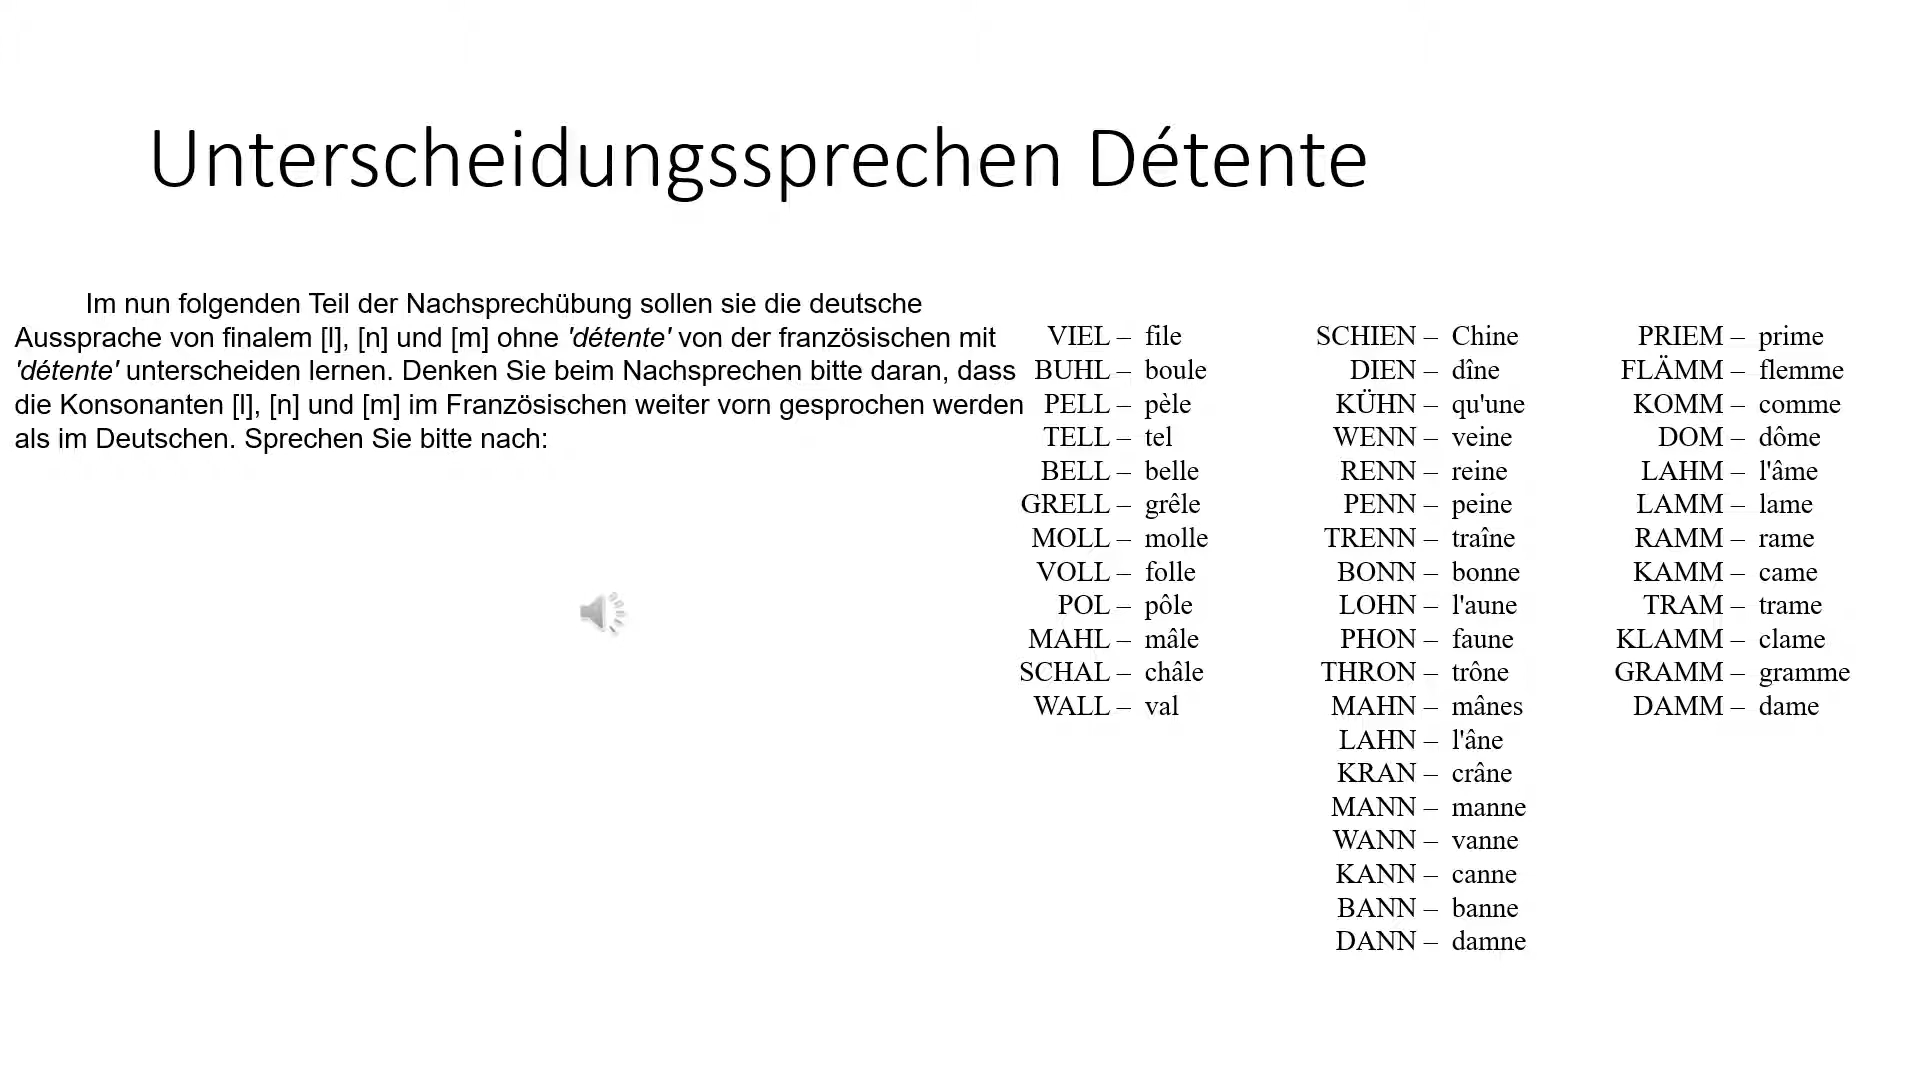 Unterscheidungssprechen Détente
Im nun folgenden Teil der Nachsprechübung sollen sie die deutsche
Aussprache von finalem [l], [n] und [m] ohne 'détente' von der französischen mit
'détente' unterscheiden lernen. Denken Sie beim Nachsprechen bitte daran, dass
die Konsonanten [l], [n] und [m] im Französischen weiter vorn gesprochen werden
als im Deutschen. Sprechen Sie bitte nach:
VIEL – file
BUHL – boule
PELL – pèle
TELL – tel
BELL – belle
GRELL – grêle
MOLL – molle
VOLL – folle
POL – pôle
MAHL – mâle
SCHAL – châle
WALL – val
SCHIEN – Chine
DIEN – dîne
KÜHN – qu'une
WENN – veine
RENN – reine
PENN – peine
TRENN – traîne
BONN – bonne
LOHN – l'aune
PHON – faune
THRON – trône
MAHN – mânes
LAHN – l'âne
KRAN – crâne
MANN – manne
WANN – vanne
KANN – canne
BANN – banne
DANN – damne
PRIEM – prime
FLÄMM – flemme
KOMM – comme
DOM – dôme
LAHM – l'âme
LAMM – lame
RAMM – rame
KAMM – came
TRAM – trame
KLAMM – clame
GRAMM – gramme
DAMM – dame